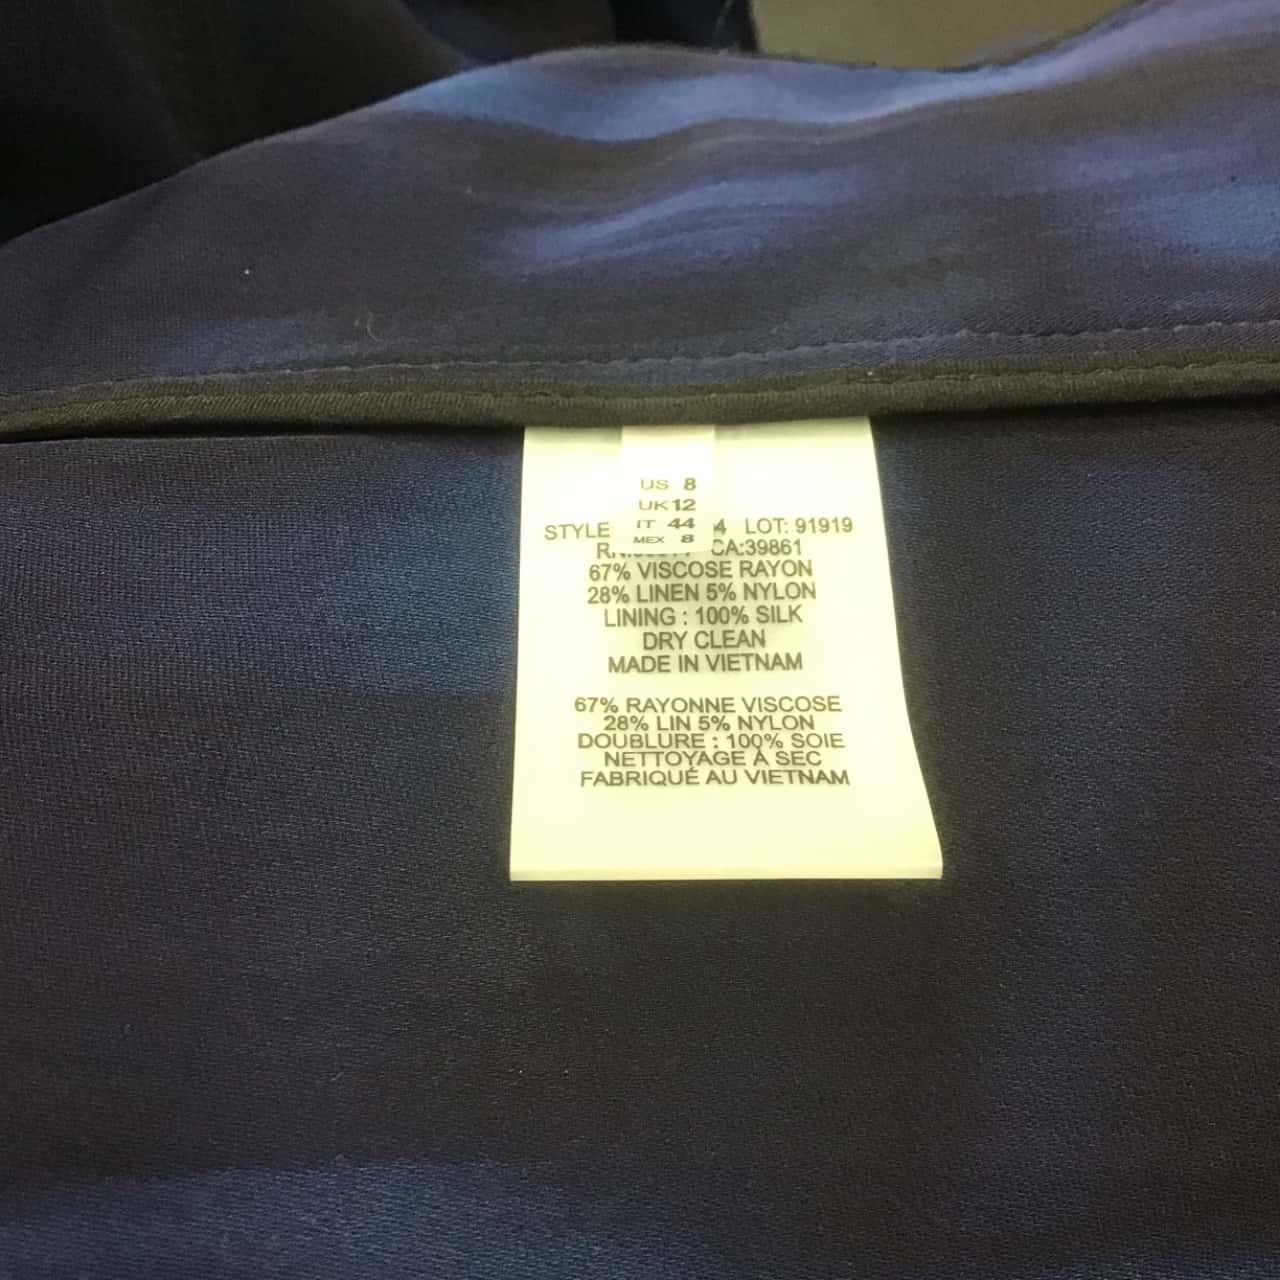 US 8
UK12
IT 44
MEX 8
STYLE 4 LOT: 91919
CA:39861
67% VISCOSE RAYON
28% LINEN 5% NYLON
LINING : 100% SILK
DRY CLEAN
MADE IN VIETNAM
67% RAYONNE VISCOSE
28% LIN 5% NYLON
DOUBLURE : 100% SOIE
NETTOYAGE À SEC
FABRIQUÉ AU VIETNAM